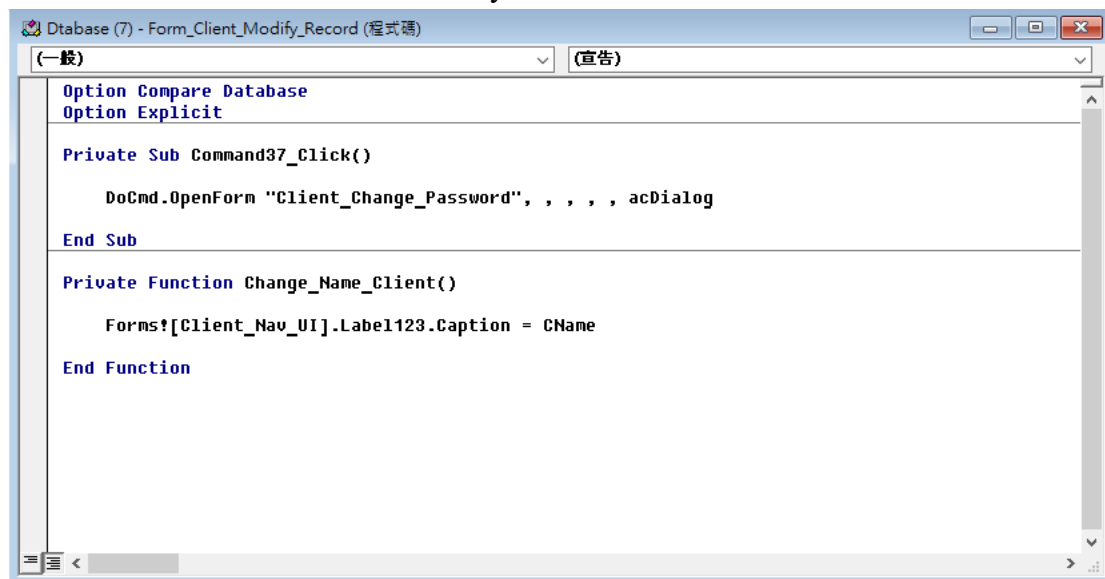 Dtabase (7) - Form_Client_Modify_Record (程式碼)
(一般)
(宣告)
Option Compare Database
Option Explicit
Private Sub Command37_Click()
DoCmd.OpenForm "Client_Change_Password", , , , , acDialog
End Sub
Private Function Change_Name_Client()
Forms![Client_Nav_UI].Label123.Caption = CName
End Function